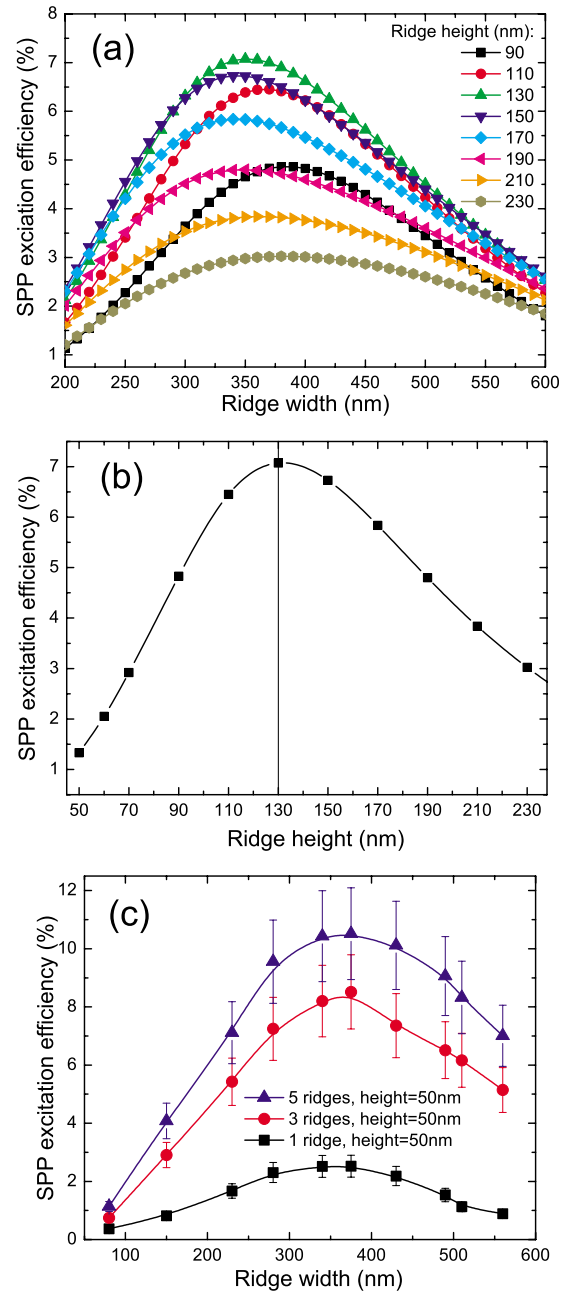 (a)
Ridge height (nm):
90
110
130
150
170
190
210
230
8
7
6
5
4
3
2
1
SPP exciation efficiency (%)
200 250 300 350 400 450 500 550 600
Ridge width (nm)
(b)
7
6
5
4
3
2
1
SPP excitation efficiency (%)
50 70 90 110 130 150 170 190 210 230
Ridge height (nm)
(c)
12
10
8
6
4
2
0
SPP excitation efficiency (%)
5 ridges, height=50nm
3 ridges, height=50nm
1 ridge, height=50nm
100 200 300 400 500 600
Ridge width (nm)